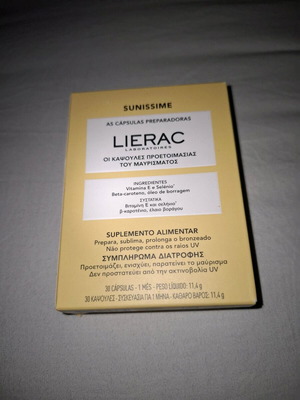 SUNISSIME
AS CÁPSULAS PREPARADORAS
LIERAC
LABORATOIRES
ΟΙ ΚΑΨΟΥΛΕΣ ΠΡΟΕΤΟΙΜΑΣΙΑΣ
ΤΟΥ ΜΑΥΡΙΣΜΑΤΟΣ
INGREDIENTES
Vitamina E e Selénio*
Beta-caroteno, óleo de borragem
ΣΥΣΤΑΤΙΚΑ
Βιταμίνη Ε και σελήνιο*
β-καροτένιο, έλαιο βοράγου
SUPLEMENTO ALIMENTAR
Prepara, sublima, prolonga o bronzeado
Não protege contra os raios UV
ΣΥΜΠΛΗΡΩΜΑ ΔΙΑΤΡΟΦΗΣ
Προετοιμάζει, ενισχύει, παρατείνει το μαύρισμα
Δεν προστατεύει από την ακτινοβολία UV
30 CÁPSULAS - 1 MÊS - PESO LÍQUIDO: 11,4g
30 ΚΑΨΟΥΛΕΣ - ΣΥΣΚΕΥΑΣΙΑ ΓΙΑ 1 ΜΗΝΑ - ΚΑΘΑΡΟ ΒΑΡΟΣ: 11,4g